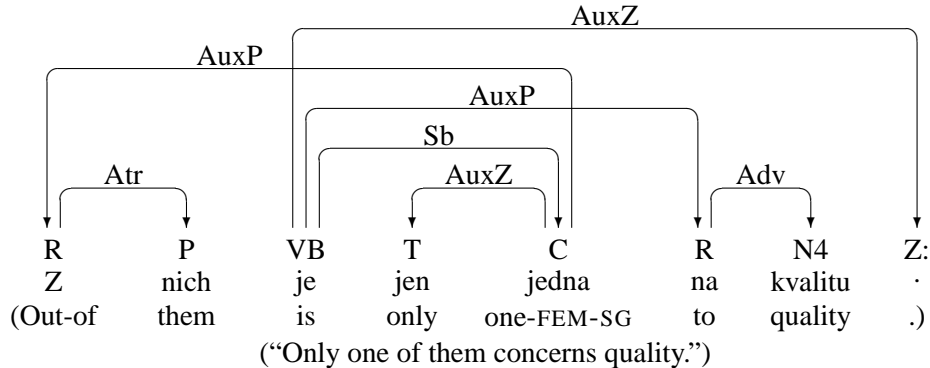 AuxZ
AuxP
AuxP
Sb
Atr AuxZ Adv
R P VB T C R N4 Z:
Z nich je jen jedna na kvalitu .
(Out-of them is only one-FEM-SG to quality .)
(“Only one of them concerns quality.”)